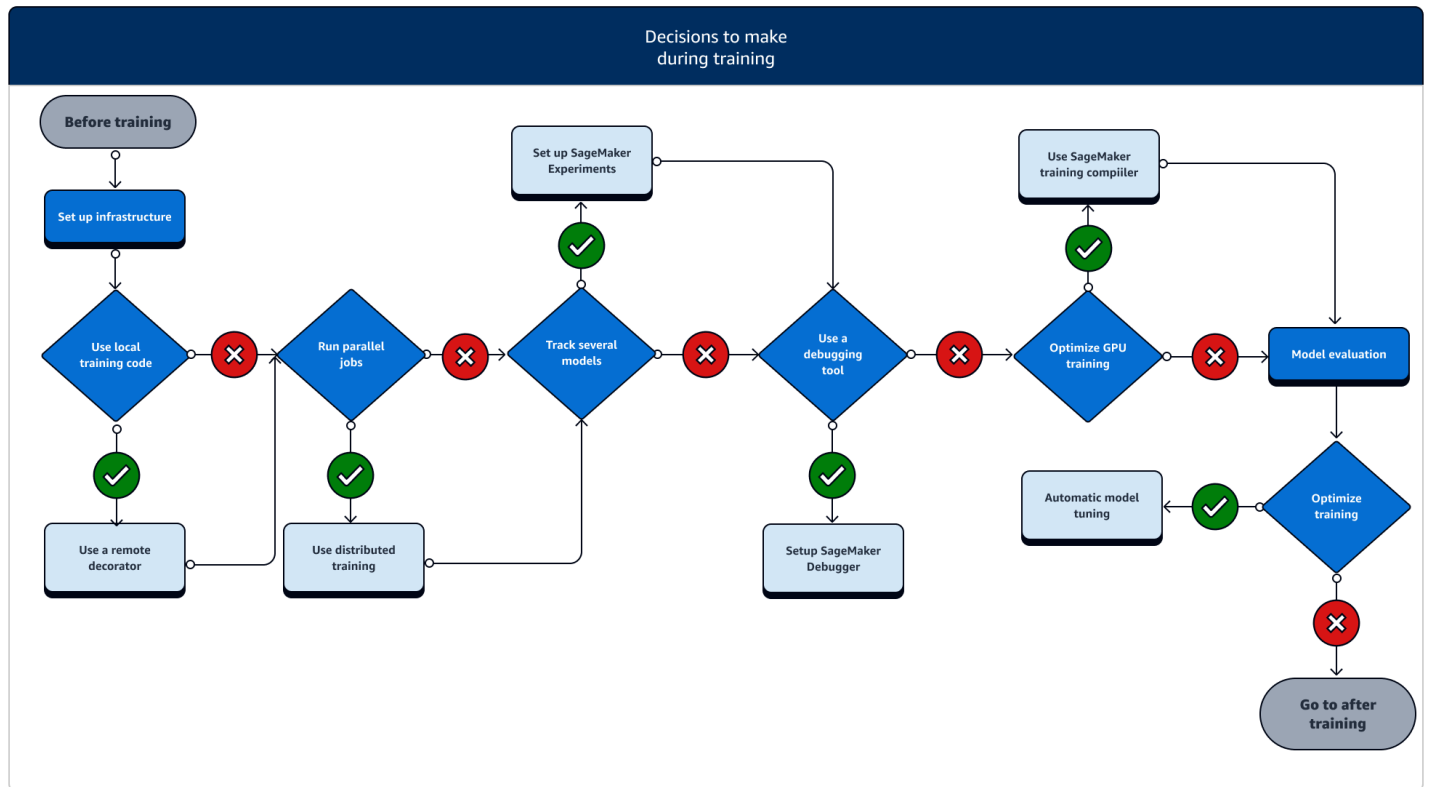 Decisions to make
during training
Before training
Set up infrastructure
Use local
training code
Use a remote
decorator
Run parallel
jobs
Use distributed
training
Set up SageMaker
Experiments
Track several
models
Use a
debugging
tool
Setup SageMaker
Debugger
Use SageMaker
training compiiler
Optimize GPU
training
Model evaluation
Automatic model
tuning
Optimize
training
Go to after
training